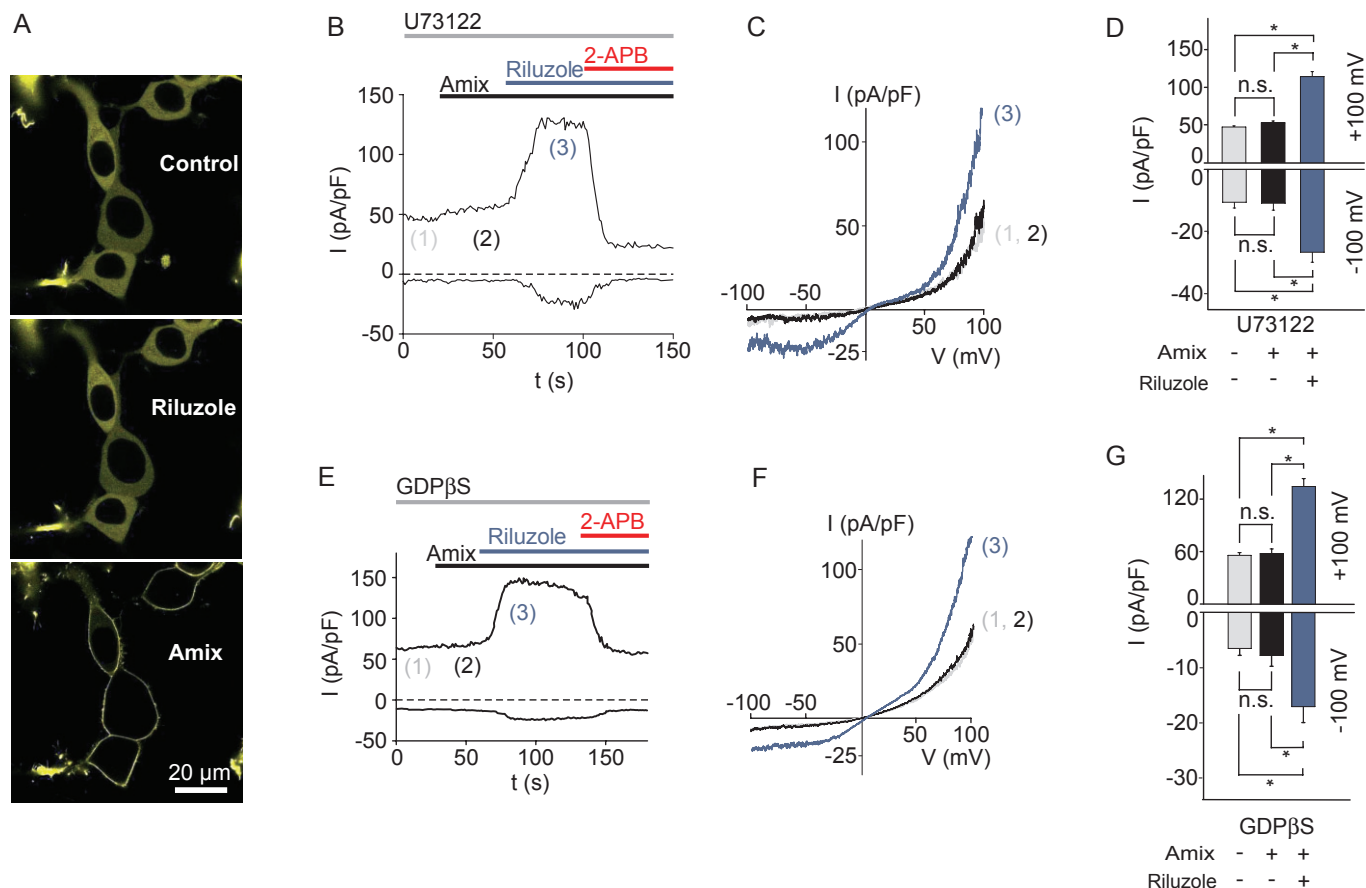 A
Control
Riluzole
Amix
20 µm
B
U73122
2-APB
Riluzole
Amix
150
100
50
0
-50
I (pA/pF)
(1)
(2)
(3)
0 50 100 150
t (s)
C
I (pA/pF)
(3)
50
(1, 2)
-100 -50
50 100
-25
V (mV)
D
* 
*
n.s.
150
100
50
0
0
-20
-40
I (pA/pF)
+100 mV
-100 mV
n.s.
*
*
U73122
Amix - + +
Riluzole - - +
E
GDPβS
2-APB
Riluzole
Amix
150
100
50
0
-50
I (pA/pF)
(1)
(2)
(3)
0 50 100 150
t (s)
F
I (pA/pF)
(3)
50
(1, 2)
-100 -50
50 100
-25
V (mV)
G
*
*
n.s.
120
60
0
0
-10
-20
-30
I (pA/pF)
+100 mV
-100 mV
n.s.
*
*
GDPβS
Amix - + +
Riluzole - - +